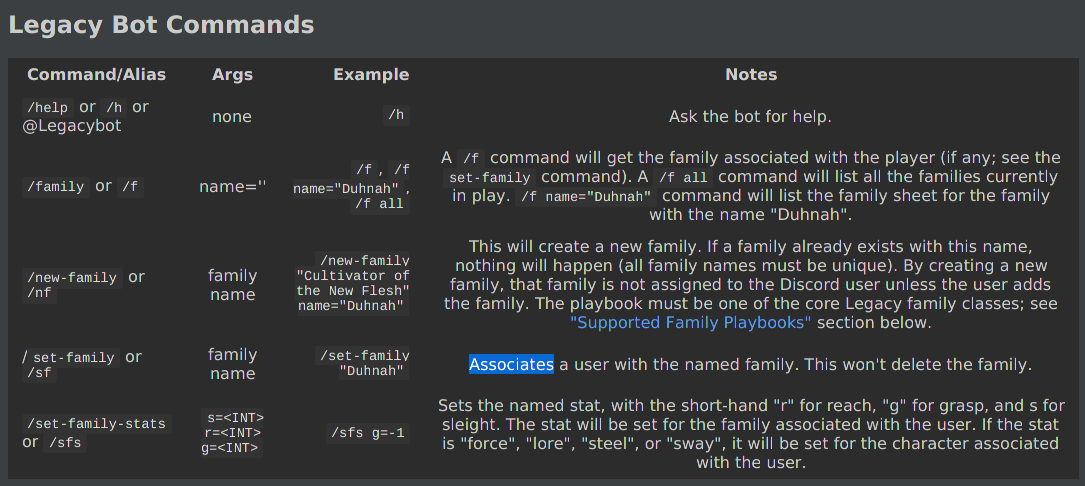 Legacy Bot Commands
Command/Alias Args Example Notes
/help or /h or
@Legacybot
none
/h
Ask the bot for help.
/family or /f
name=''
/f , /f
name="Duhnah" ,
/f all
A /f command will get the family associated with the player (if any; see the
set-family command). A /f all command will list all the families currently
in play. /f name="Duhnah" command will list the family sheet for the family
with the name "Duhnah".
/new-family or
/nf
family
name
/new-family
"Cultivator of
the New Flesh"
name="Duhnah"
This will create a new family. If a family already exists with this name,
nothing will happen (all family names must be unique). By creating a new
family, that family is not assigned to the Discord user unless the user adds
the family. The playbook must be one of the core Legacy family classes; see
"Supported Family Playbooks" section below.
/ set-family or
/sf
family
name
/set-family
"Duhnah"
Associates a user with the named family. This won't delete the family.
/set-family-stats
or /sfs
s=<INT>
r=<INT>
g=<INT>
/sfs g=-1
Sets the named stat, with the short-hand "r" for reach, "g" for grasp, and s for
sleight. The stat will be set for the family associated with the user. If the stat
is "force", "lore", "steel", or "sway", it will be set for the character associated
with the user.